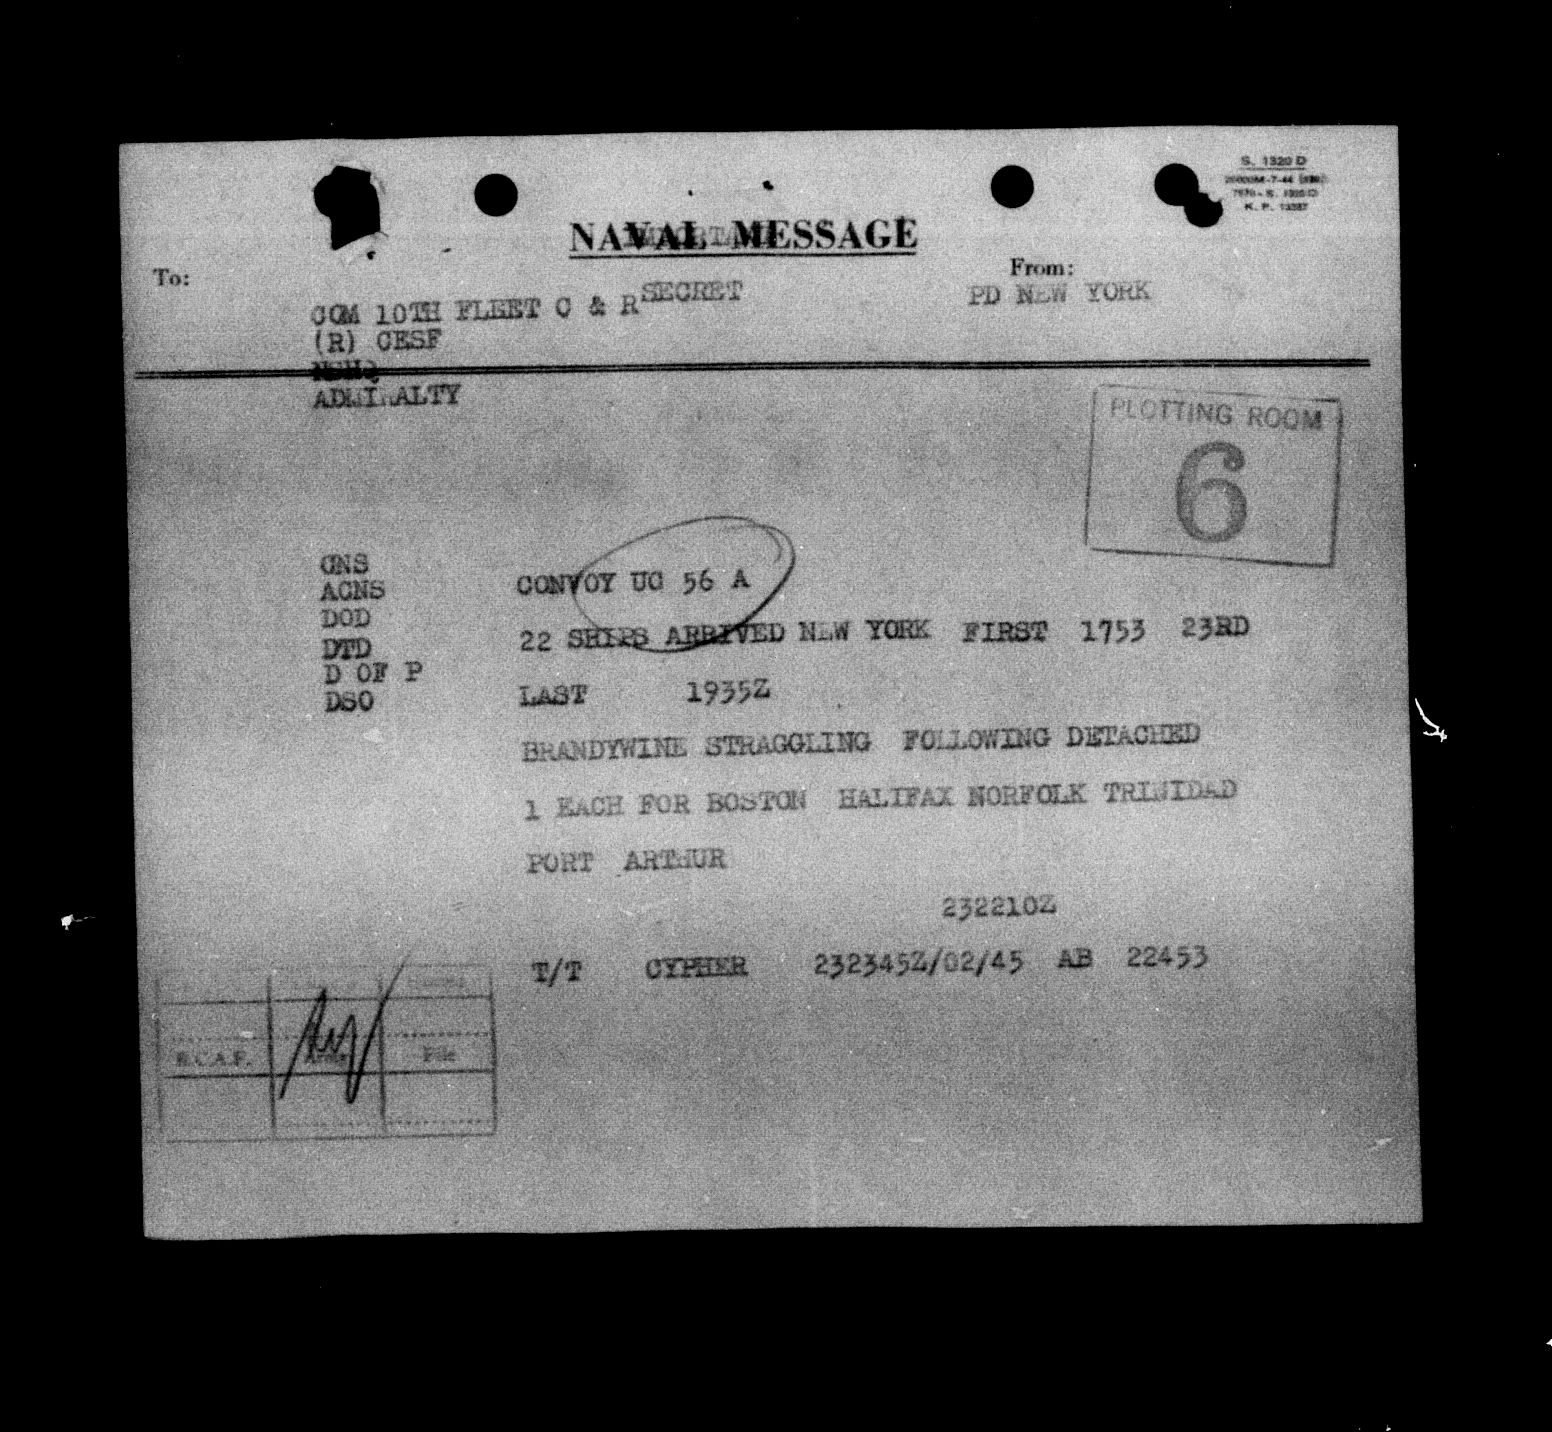 S. 1320 D
NAVAL MESSAGE
To:
From:
SECRET
PD NEW YORK
COM 10TH FLEET C & R
(R) CESF
NSHQ
ADMIRALTY
PLOTTING ROOM
6
CNS
ACNS
DOD
DTD
D OF P
DSO
CONVOY UC 56 A
22 SHIPS ARRIVED NEW YORK FIRST 1753 23RD
LAST 1935Z
BRANDYWINE STRAGGLING FOLLOWING DETACHED
1 EACH FOR BOSTON HALIFAX NORFOLK TRINIDAD
PORT ARTHUR
232210Z
T/T CYPHER 232345Z/02/45 AB 22453
R.C.A.F. File